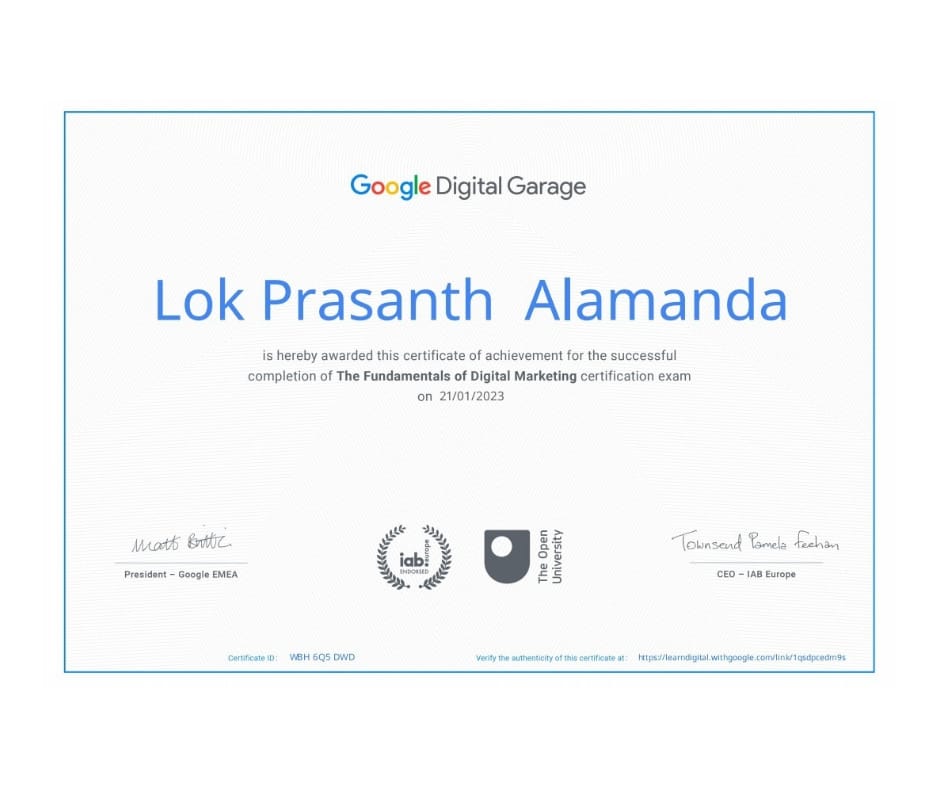 Google Digital Garage
Lok Prasanth Alamanda
is hereby awarded this certificate of achievement for the successful
completion of The Fundamentals of Digital Marketing certification exam
on 21/01/2023
Matt Brittin
President – Google EMEA
iab: europe
ENDORSED
The Open
University
Townsend Pamela Feehan
CEO – IAB Europe
Certificate ID: WBH 6Q5 DWD
Verify the authenticity of this certificate at: https://learndigital.withgoogle.com/link/1qsdpcedm9s